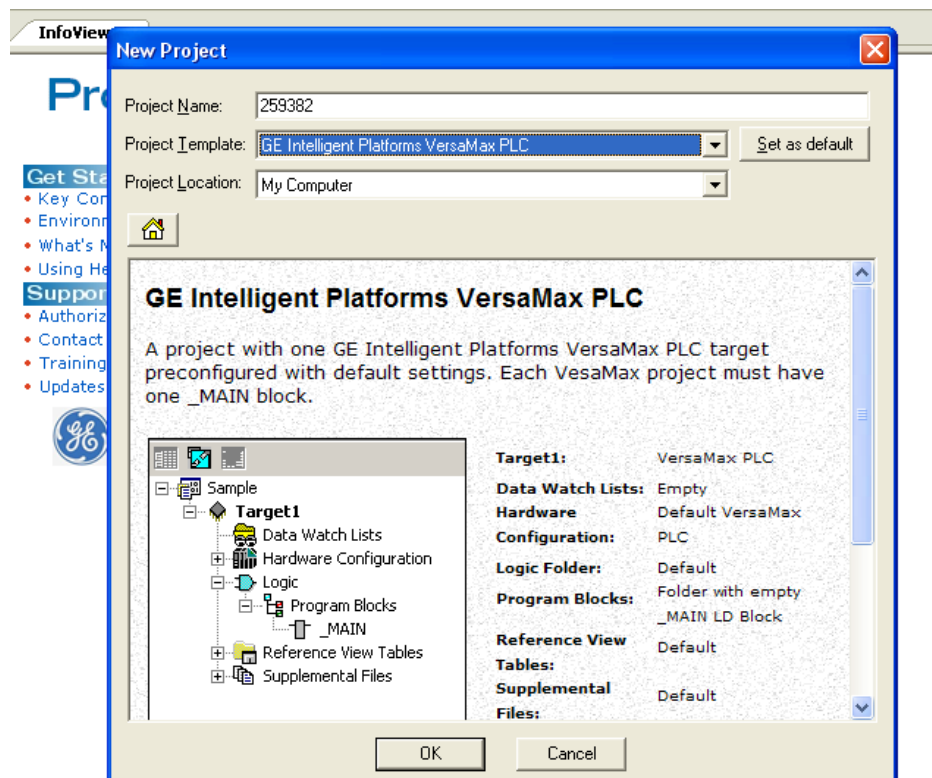 InfoView
New Project
Pro
Project Name: 259382
Project Template: GE Intelligent Platforms VersaMax PLC Set as default
Project Location: My Computer
Get Sta
• Key Con
• Environm
• What's N
• Using He
Suppor
• Authoriz
• Contact
• Training
• Updates
GE Intelligent Platforms VersaMax PLC
A project with one GE Intelligent Platforms VersaMax PLC target
preconfigured with default settings. Each VesaMax project must have
one _MAIN block.
Sample
Target1
Data Watch Lists
Hardware Configuration
Logic
Program Blocks
_MAIN
Reference View Tables
Supplemental Files
Target1: VersaMax PLC
Data Watch Lists: Empty
Hardware Default VersaMax
Configuration: PLC
Logic Folder: Default
Program Blocks: Folder with empty
_MAIN LD Block
Reference View
Tables: Default
Supplemental
Files: Default
OK Cancel